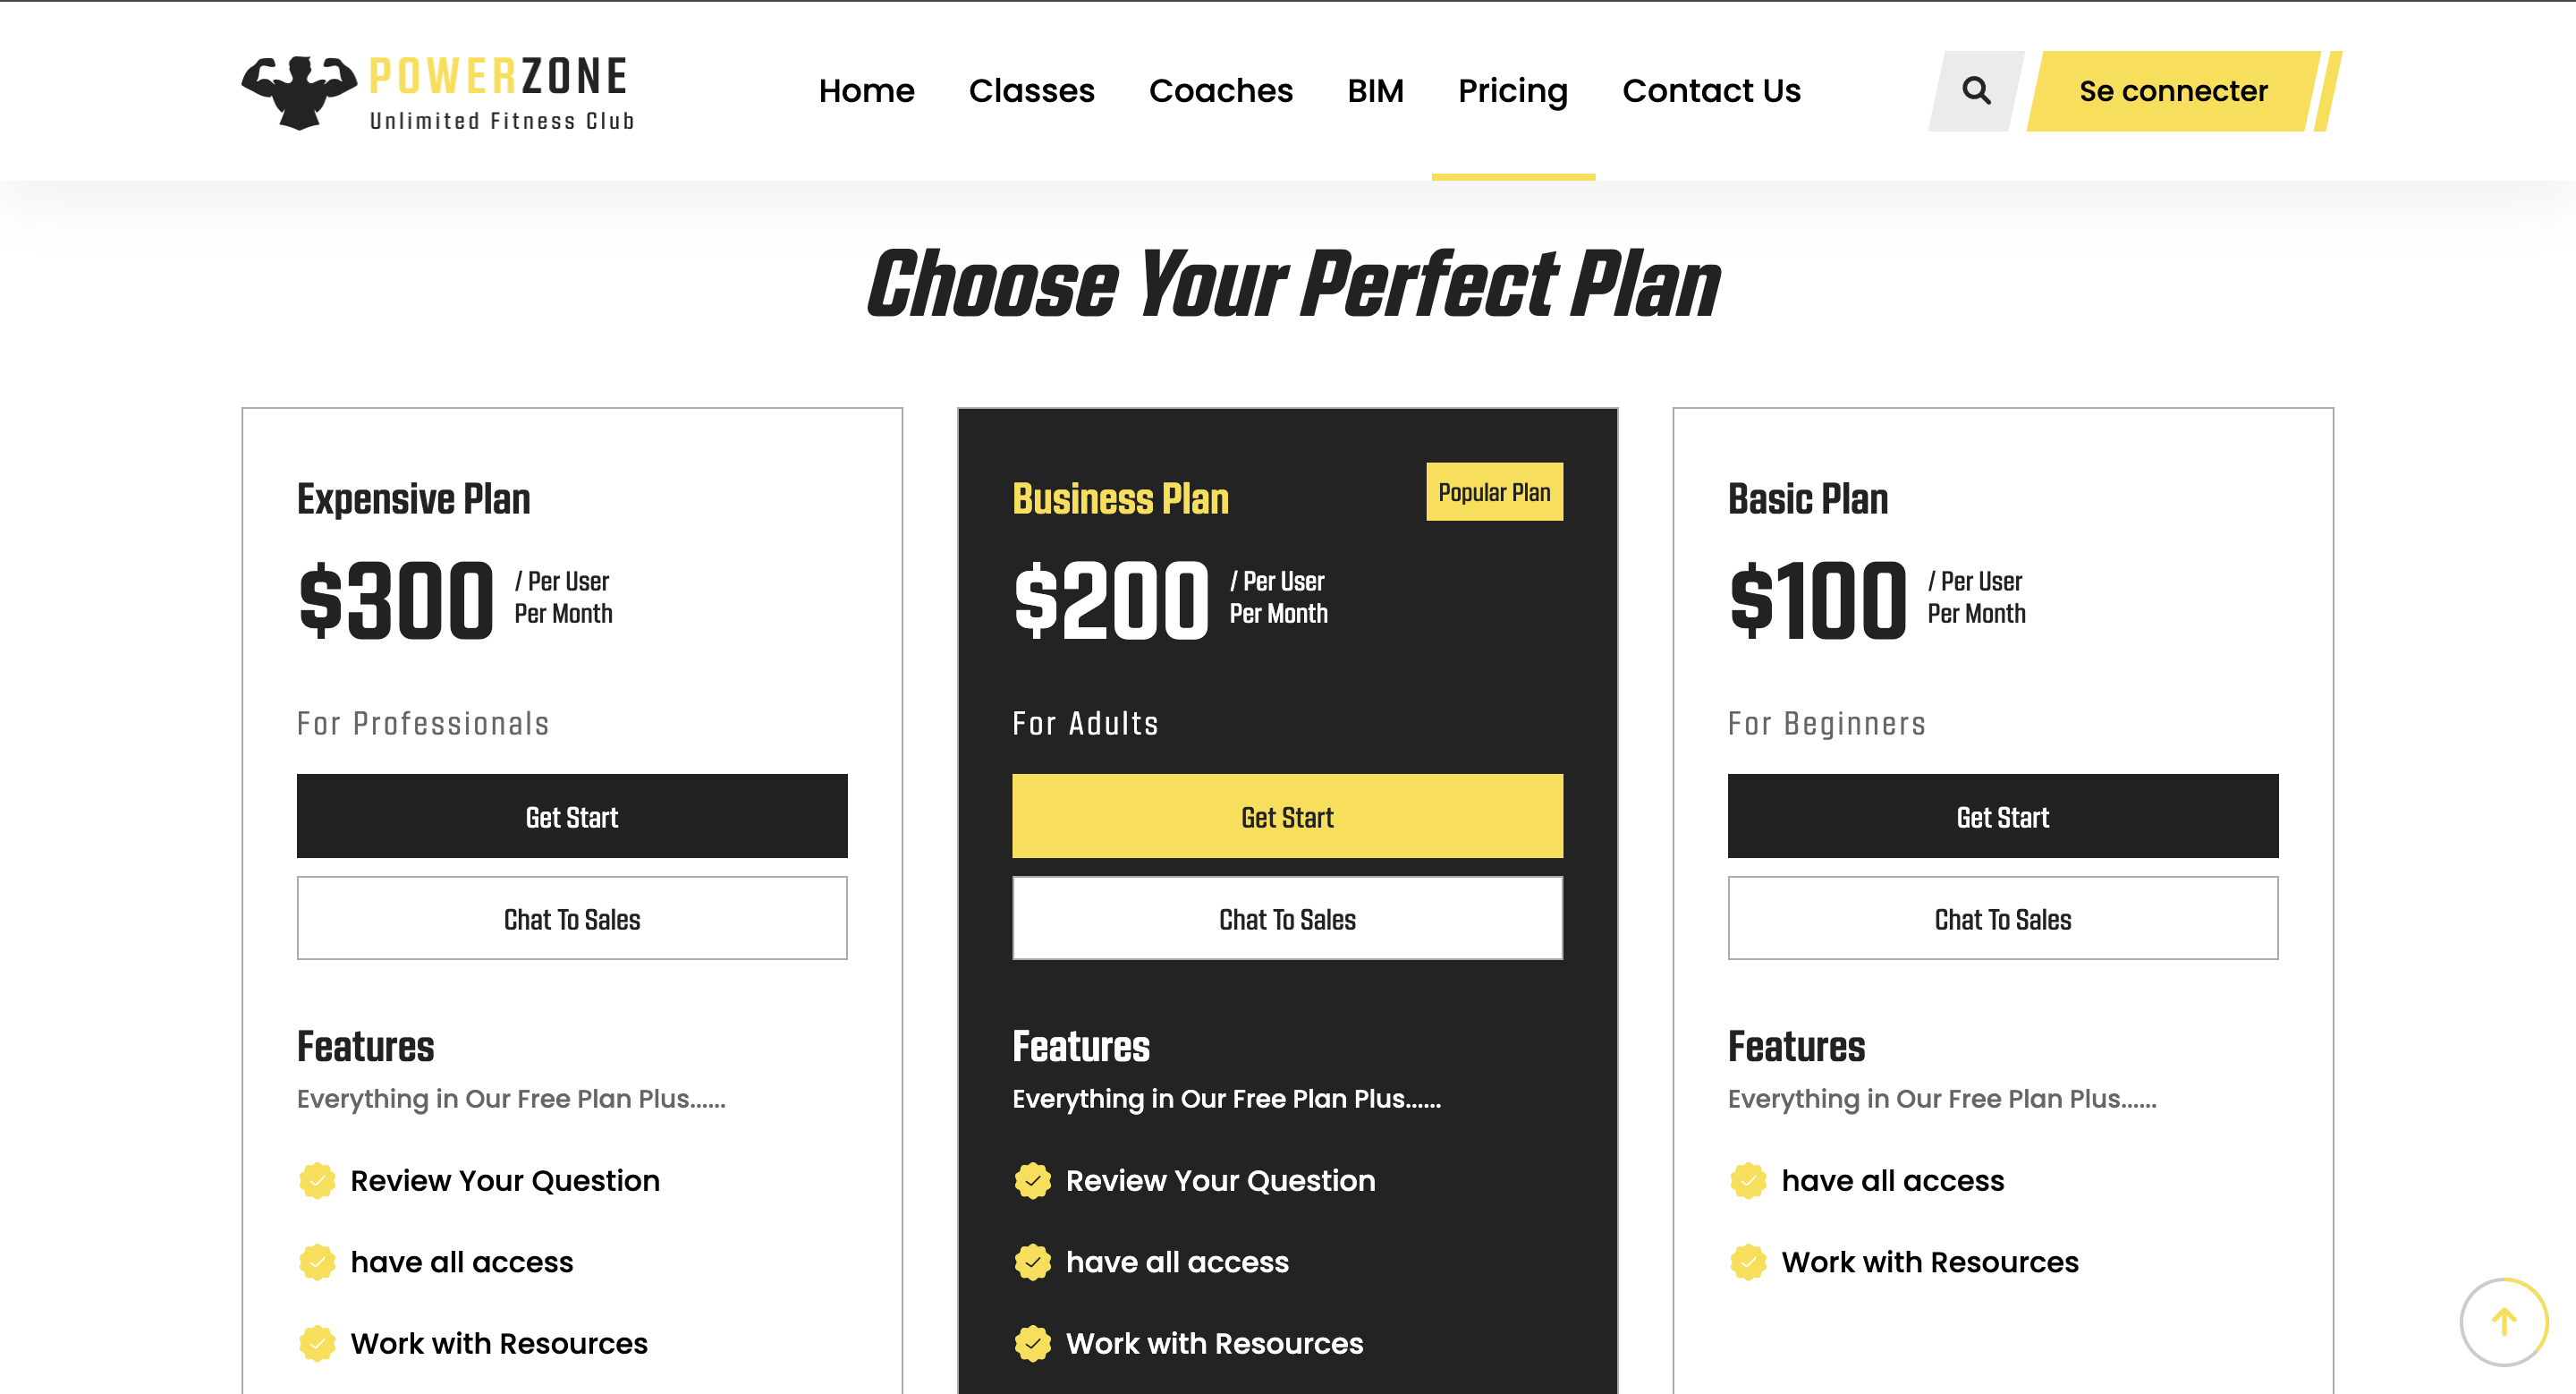 POWERZONE
Unlimited Fitness Club
Home
Classes
Coaches
BIM
Pricing
Contact Us
Se connecter
Choose Your Perfect Plan
Expensive Plan
$300
/ Per User
Per Month
For Professionals
Get Start
Chat To Sales
Features
Everything in Our Free Plan Plus......
Review Your Question
have all access
Work with Resources
Business Plan
Popular Plan
$200
/ Per User
Per Month
For Adults
Get Start
Chat To Sales
Features
Everything in Our Free Plan Plus......
Review Your Question
have all access
Work with Resources
Basic Plan
$100
/ Per User
Per Month
For Beginners
Get Start
Chat To Sales
Features
Everything in Our Free Plan Plus......
have all access
Work with Resources